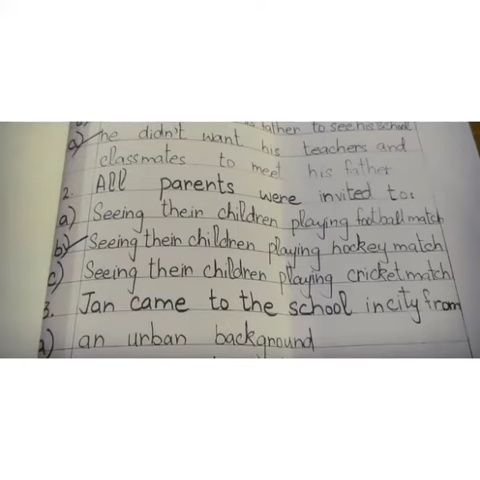 father to see his school
a) he didn't want his teachers and
classmates to meet his father
2. All parents were invited to:
a) Seeing their children playing football match
b) Seeing their children playing hockey match
c) Seeing their children playing cricket match
3. Jan came to the school in city from
a) an urban background